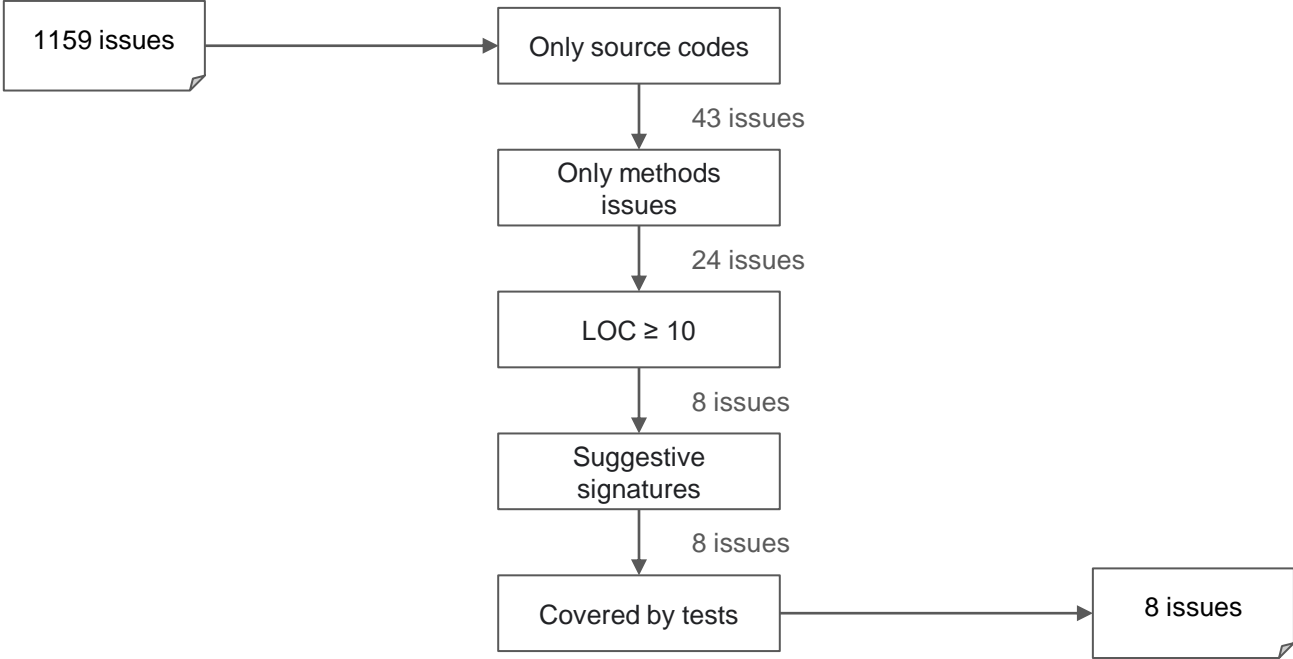 1159 issues
Only source codes
43 issues
Only methods
issues
24 issues
LOC ≥ 10
8 issues
Suggestive
signatures
8 issues
Covered by tests
8 issues